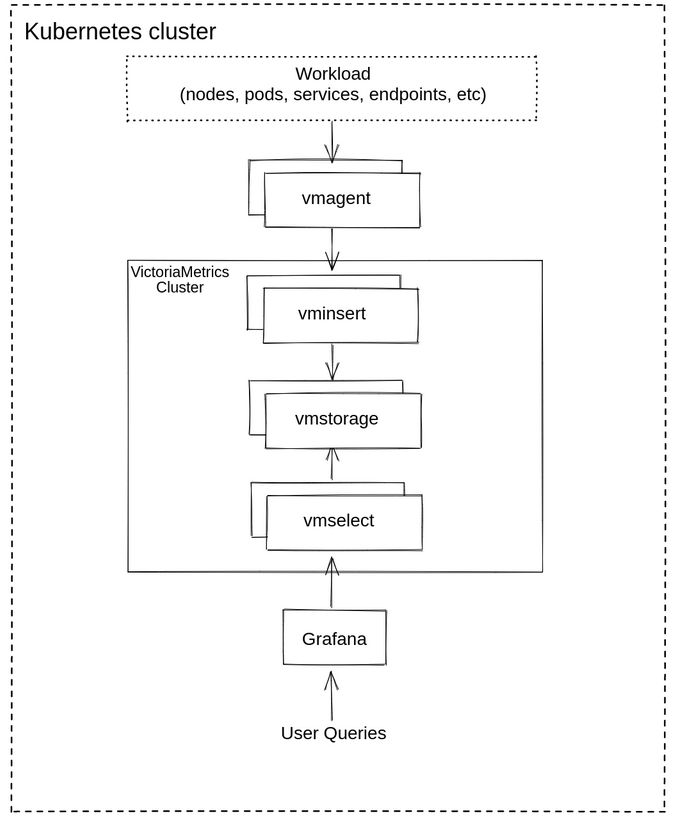 Kubernetes cluster
Workload
(nodes, pods, services, endpoints, etc)
vmagent
VictoriaMetrics
Cluster
vminsert
vmstorage
vmselect
Grafana
User Queries